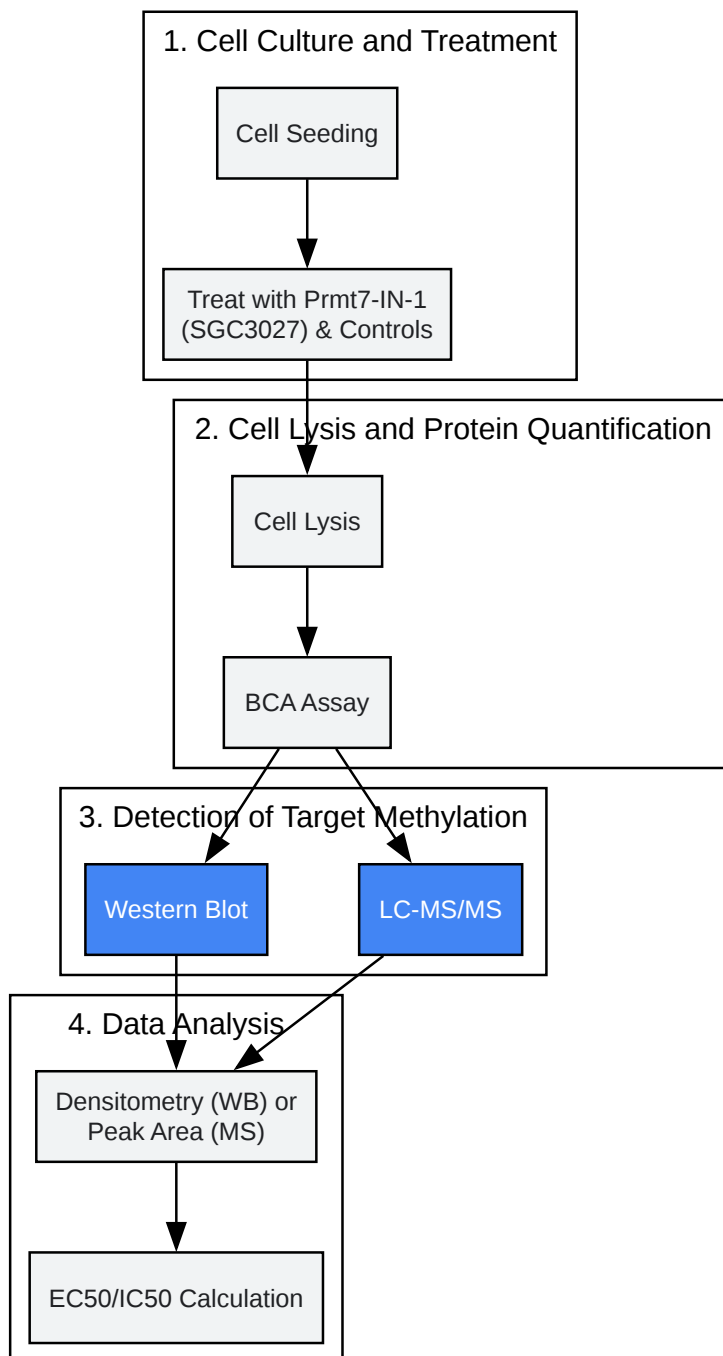 1. Cell Culture and Treatment
Cell Seeding
Treat with Prmt7-IN-1
(SGC3027) & Controls
2. Cell Lysis and Protein Quantification
Cell Lysis
BCA Assay
3. Detection of Target Methylation
Western Blot
LC-MS/MS
4. Data Analysis
Densitometry (WB) or
Peak Area (MS)
EC50/IC50 Calculation